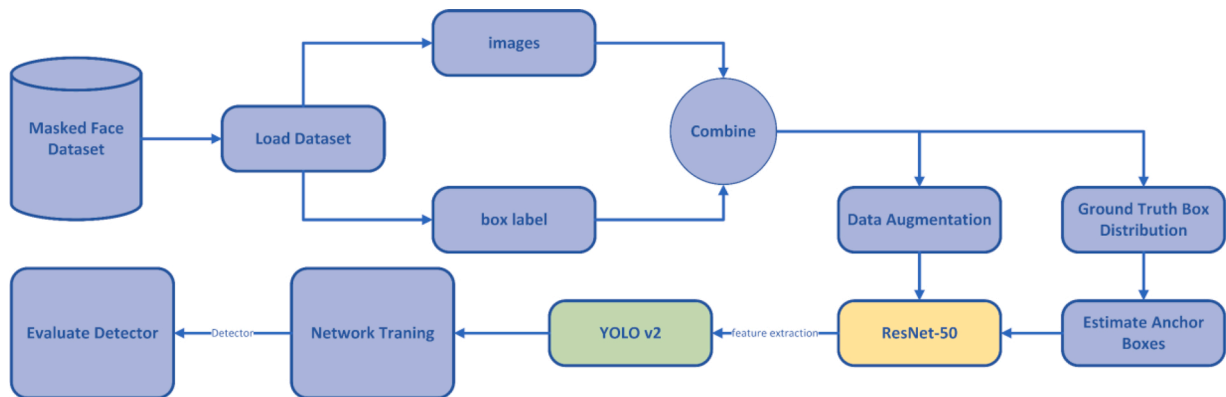 images
Masked Face
Dataset
Load Dataset
Combine
box label
Data Augmentation
Ground Truth Box
Distribution
Evaluate Detector
Detector
Network Traning
YOLO v2
feature extraction
ResNet-50
Estimate Anchor
Boxes